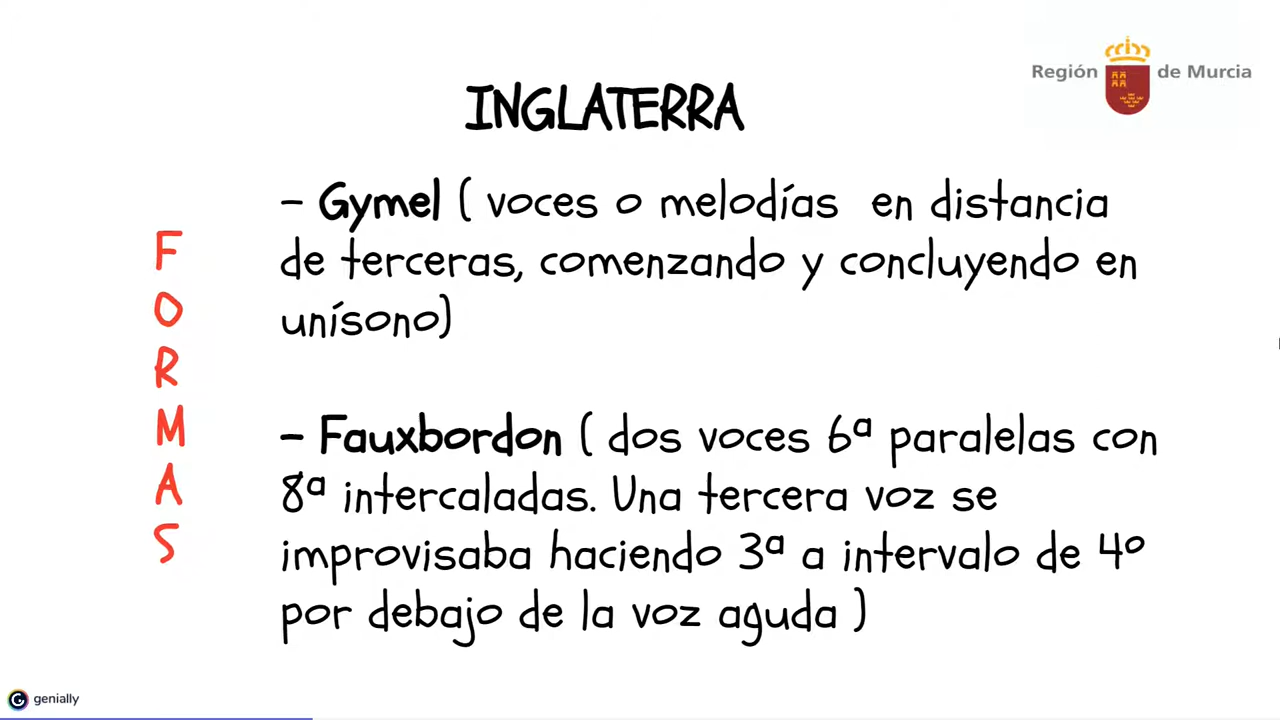 Región de Murcia
INGLATERRA
- Gymel ( voces o melodías en distancia
de terceras, comenzando y concluyendo en
unísono)
F
O
R
M
A
S
- Fauxbordon ( dos voces 6ª paralelas con
8ª intercaladas. Una tercera voz se
improvisaba haciendo 3ª a intervalo de 4º
por debajo de la voz aguda )
genially